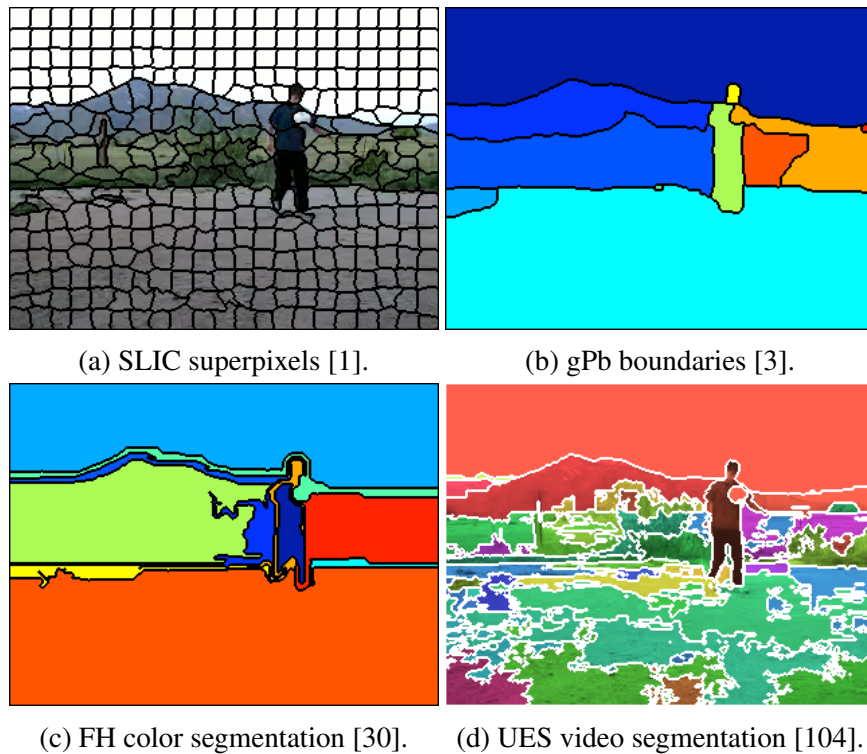 (a) SLIC superpixels [1].
(b) gPb boundaries [3].
(c) FH color segmentation [30].
(d) UES video segmentation [104].